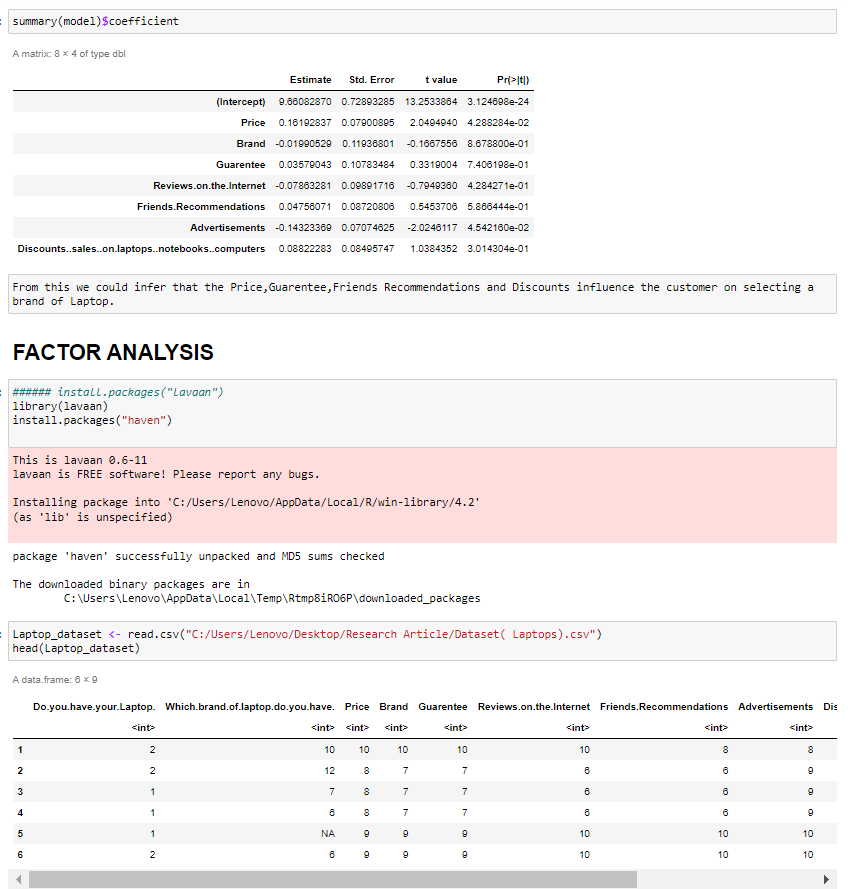 summary(model)$coefficient
A matrix: 8 × 4 of type dbl
Estimate Std. Error t value Pr(>|t|)
(Intercept) 9.66082870 0.72893285 13.2533864 3.124698e-24
Price 0.16192837 0.07900895 2.0494940 4.288284e-02
Brand -0.01990529 0.11936801 -0.1667556 8.678800e-01
Guarentee 0.03579043 0.10783484 0.3319004 7.406198e-01
Reviews.on.the.Internet -0.07863281 0.09891716 -0.7949360 4.284271e-01
Friends.Recommendations 0.04756071 0.08720806 0.5453706 5.866444e-01
Advertisements -0.14323369 0.07074625 -2.0246117 4.542160e-02
Discounts..sales..on.laptops..notebooks..computers 0.08822283 0.08495747 1.0384352 3.014304e-01
From this we could infer that the Price,Guarentee,Friends Recommendations and Discounts influence the customer on selecting a
brand of Laptop.
FACTOR ANALYSIS
###### install.packages("lavaan")
library(lavaan)
install.packages("haven")
This is lavaan 0.6-11
lavaan is FREE software! Please report any bugs.
Installing package into 'C:/Users/Lenovo/AppData/Local/R/win-library/4.2'
(as 'lib' is unspecified)
package 'haven' successfully unpacked and MD5 sums checked
The downloaded binary packages are in
C:\Users\Lenovo\AppData\Local\Temp\Rtmp8iRO6P\downloaded_packages
Laptop_dataset <- read.csv("C:/Users/Lenovo/Desktop/Research Article/Dataset( Laptops).csv")
head(Laptop_dataset)
A data.frame: 6 × 9
Do.you.have.your.Laptop. Which.brand.of.laptop.do.you.have. Price Brand Guarentee Reviews.on.the.Internet Friends.Recommendations Advertisements Dis
<int> <int> <int> <int> <int> <int> <int> <int>
1 2 10 10 10 10 10 8 8
2 2 12 8 7 7 6 6 9
3 1 7 8 7 7 6 6 9
4 1 6 8 7 7 6 6 9
5 1 NA 9 9 9 10 10 10
6 2 6 9 9 9 10 10 10